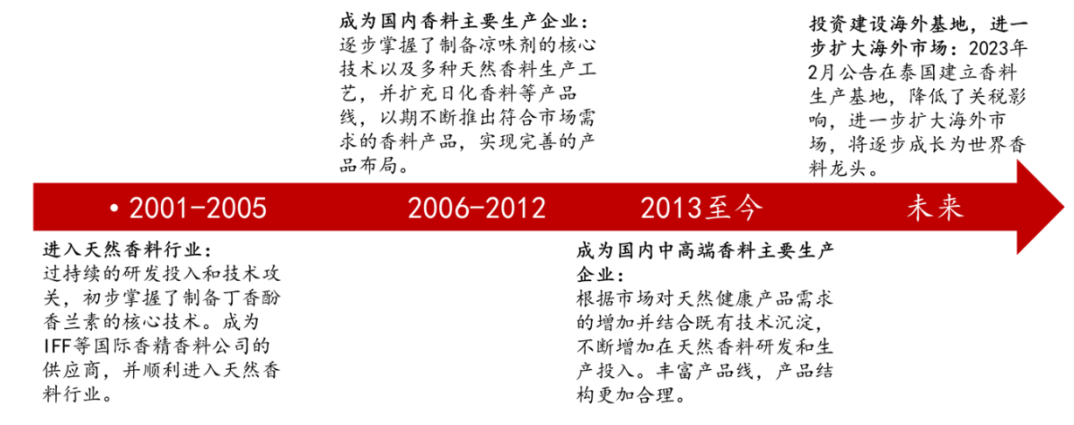 成为国内香料主要生产企业：
逐步掌握了制备凉味剂的核心
技术以及多种天然香料生产工
艺，并扩充日化香料等产品
线，以期不断推出符合市场需
求的香料产品，实现完善的产
品布局。
投资建设海外基地，进一
步扩大海外市场：2023年
2月公告在泰国建立香料
生产基地，降低了关税影
响，进一步扩大海外市
场，将逐步成长为世界香
料龙头。
• 2001-2005
2006-2012
2013至今
未来
进入天然香料行业：
过持续的研发投入和技术攻
关，初步掌握了制备丁香酚
香兰素的核心技术。成为
IFF等国际香精香料公司的
供应商，并顺利进入天然香
料行业。
成为国内中高端香料主要生产
企业：
根据市场对天然健康产品需求
的增加并结合既有技术沉淀，
不断增加在天然香料研发和生
产投入。丰富产品线，产品结
构更加合理。